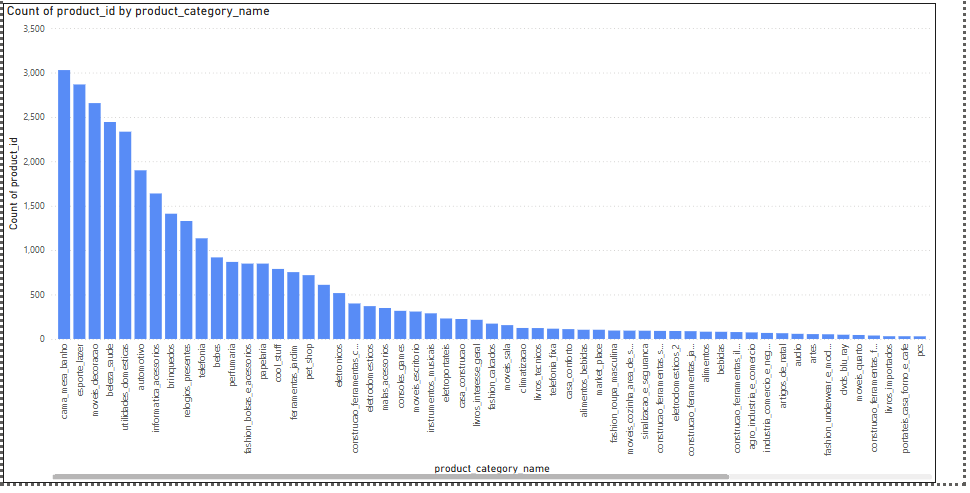 Count of product_id by product_category_name
3,500
3,000
2,500
2,000
1,500
1,000
500
0
Count of product_id
cama_mesa_banho
esporte_lazer
moveis_decoracao
beleza_saude
utilidades_domesticas
automotivo
informatica_acessorios
brinquedos
relogios_presentes
telefonia
bebes
perfumaria
fashion_bolsas_e_acessorios
papelaria
cool_stuff
ferramentas_jardim
pet_shop
eletronicos
construcao_ferramentas_c...
eletrodomesticos
malas_acessorios
consoles_games
moveis_escritorio
instrumentos_musicais
eletroportateis
casa_construcao
livros_interesse_geral
fashion_calcados
moveis_sala
climatizacao
livros_tecnicos
telefonia_fixa
casa_conforto
alimentos_bebidas
market_place
fashion_roupa_masculina
moveis_cozinha_area_de_s...
sinalizacao_e_seguranca
construcao_ferramentas_s...
eletrodomesticos_2
construcao_ferramentas_ja...
alimentos
bebidas
construcao_ferramentas_il...
agro_industria_e_comercio
industria_comercio_e_neg...
artigos_de_natal
audio
artes
fashion_underwear_e_mod...
dvds_blu_ray
moveis_quarto
construcao_ferramentas_f...
livros_importados
portateis_casa_forno_e_cafe
pcs
product_category_name